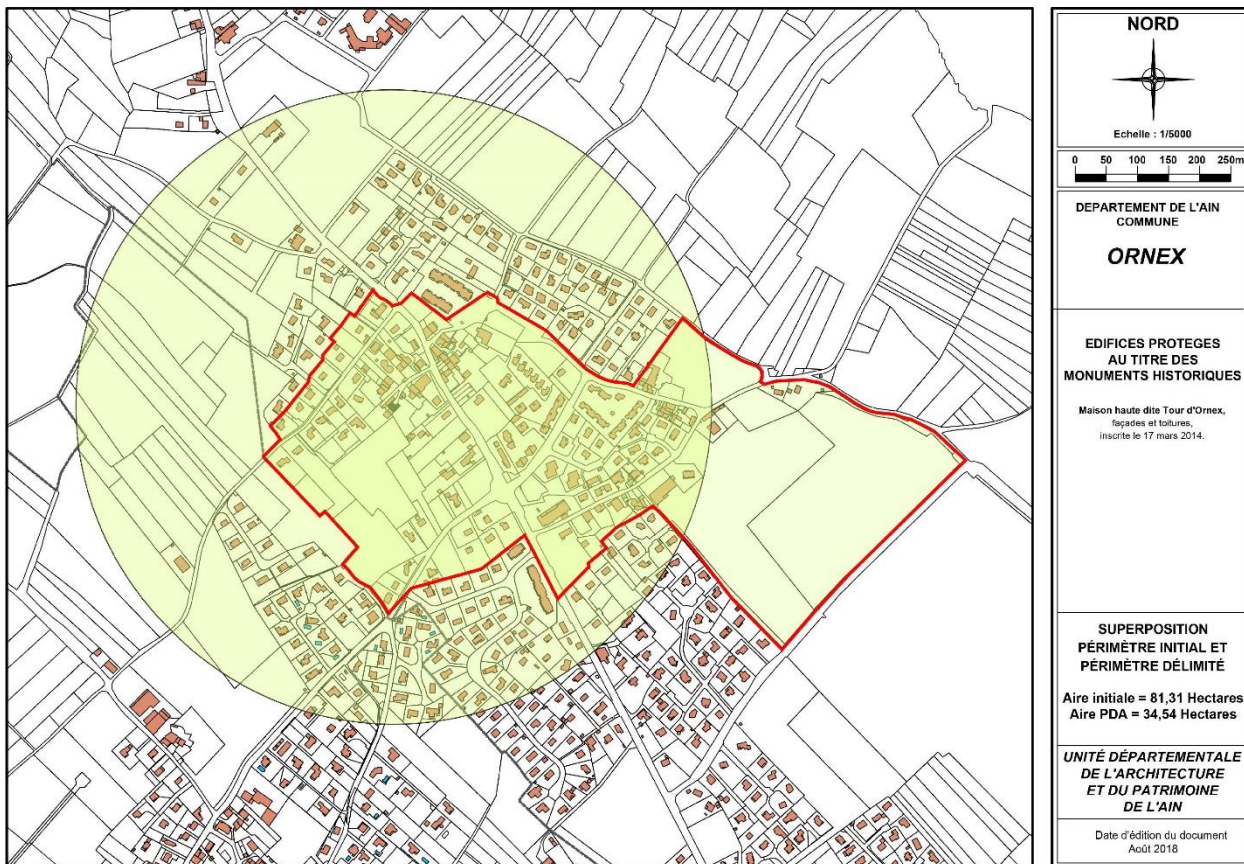 NORD
Echelle : 1/5000
0 50 100 150 200 250m
DEPARTEMENT DE L'AIN
COMMUNE
ORNEX
EDIFICES PROTEGES
AU TITRE DES
MONUMENTS HISTORIQUES
Maison haute dite Tour d'Ornex,
façades et toitures,
inscrite le 17 mars 2014.
SUPERPOSITION
PÉRIMÈTRE INITIAL ET
PÉRIMÈTRE DÉLIMITÉ
Aire initiale = 81,31 Hectares
Aire PDA = 34,54 Hectares
UNITÉ DÉPARTEMENTALE
DE L'ARCHITECTURE
ET DU PATRIMOINE
DE L'AIN
Date d'édition du document
Août 2018